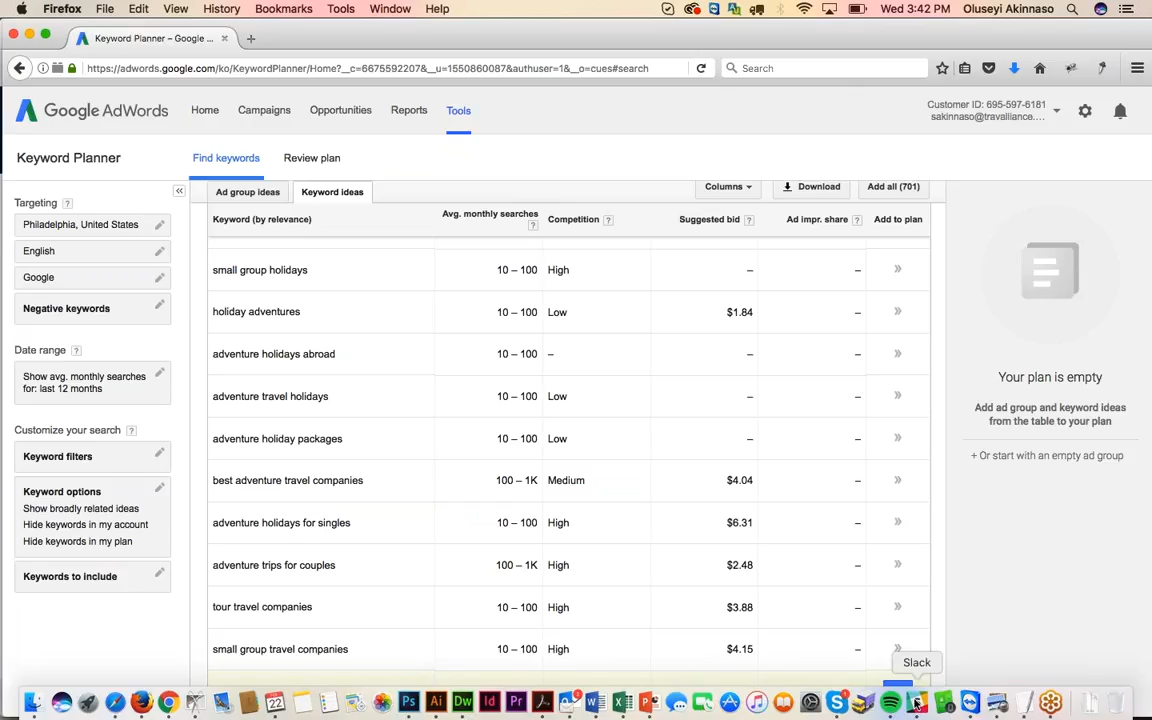 Firefox File Edit View History Bookmarks Tools Window Help Wed 3:42 PM Oluseyi Akinnaso
Keyword Planner – Google ...
https://adwords.google.com/ko/KeywordPlanner/Home?__c=6675592207&__u=1550860087&authuser=1&__o=cues#search Search
Google AdWords Home Campaigns Opportunities Reports Tools
Customer ID: 695-597-6181
sakinnaso@travalliance....
Keyword Planner Find keywords Review plan
Targeting ?
Philadelphia, United States
English
Google
Negative keywords
Date range ?
Show avg. monthly searches
for: last 12 months
Customize your search ?
Keyword filters
Keyword options
Show broadly related ideas
Hide keywords in my account
Hide keywords in my plan
Keywords to include
Ad group ideas Keyword ideas Columns Download Add all (701)
Keyword (by relevance) Avg. monthly searches ? Competition ? Suggested bid ? Ad impr. share ? Add to plan
small group holidays 10 – 100 High – – »
holiday adventures 10 – 100 Low $1.84 – »
adventure holidays abroad 10 – 100 – – – »
adventure travel holidays 10 – 100 Low – – »
adventure holiday packages 10 – 100 Low – – »
best adventure travel companies 100 – 1K Medium $4.04 – »
adventure holidays for singles 10 – 100 High $6.31 – »
adventure trips for couples 100 – 1K High $2.48 – »
tour travel companies 10 – 100 High $3.88 – »
small group travel companies 10 – 100 High $4.15 – »
Your plan is empty
Add ad group and keyword ideas
from the table to your plan
+ Or start with an empty ad group
Slack
22 Ps Ai Dw Id Pr